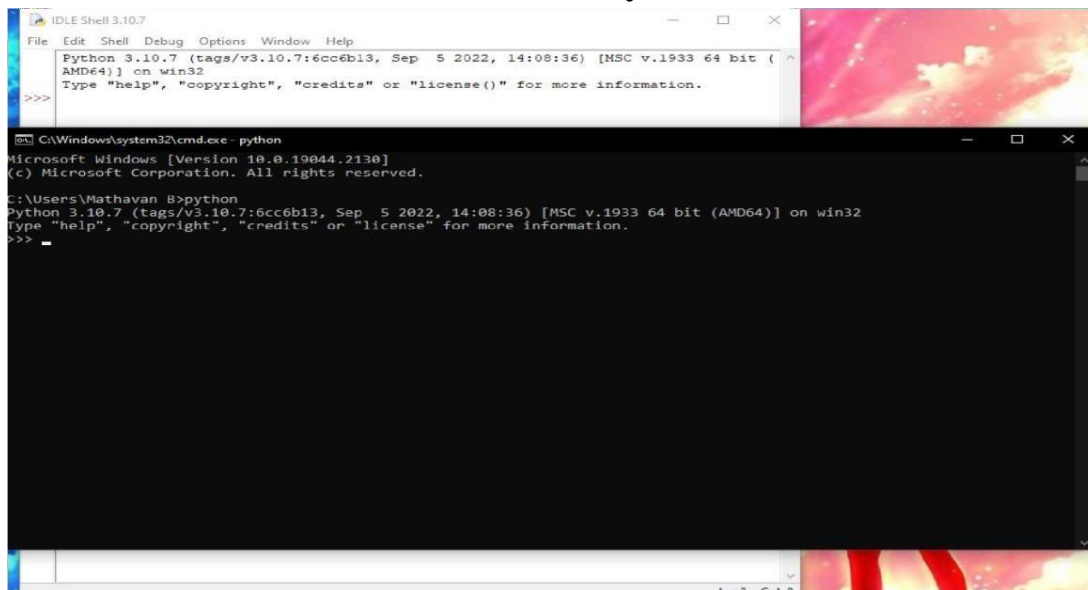 IDLE Shell 3.10.7
File Edit Shell Debug Options Window Help
Python 3.10.7 (tags/v3.10.7:6cc6b13, Sep 5 2022, 14:08:36) [MSC v.1933 64 bit (
AMD64)] on win32
Type "help", "copyright", "credits" or "license()" for more information.
>>>
C:\Windows\system32\cmd.exe - python
Microsoft Windows [Version 10.0.19044.2130]
(c) Microsoft Corporation. All rights reserved.
C:\Users\Mathavan B>python
Python 3.10.7 (tags/v3.10.7:6cc6b13, Sep 5 2022, 14:08:36) [MSC v.1933 64 bit (AMD64)] on win32
Type "help", "copyright", "credits" or "license" for more information.
>>>